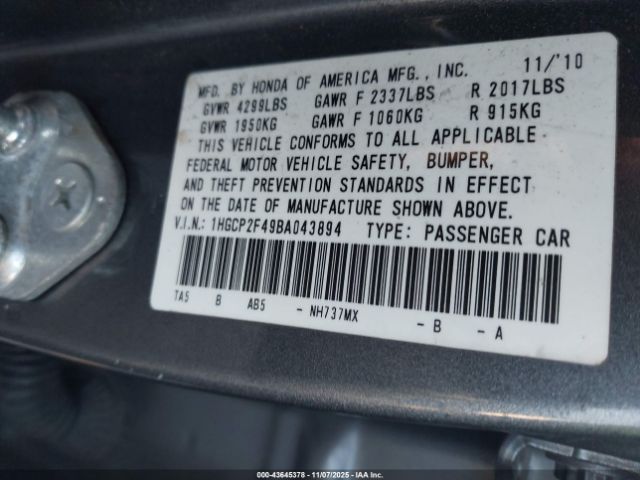 MFD. BY HONDA OF AMERICA MFG., INC. 11/'10
GVWR 4299LBS GAWR F 2337LBS R 2017LBS
GVWR 1950KG GAWR F 1060KG R 915KG
THIS VEHICLE CONFORMS TO ALL APPLICABLE
FEDERAL MOTOR VEHICLE SAFETY, BUMPER,
AND THEFT PREVENTION STANDARDS IN EFFECT
ON THE DATE OF MANUFACTURE SHOWN ABOVE.
V.I.N.: 1HGCP2F49BA043894 TYPE: PASSENGER CAR
TA5 B AB5 - NH737MX - B - A
000-43645378 | 11/07/2025 | IAA Inc.